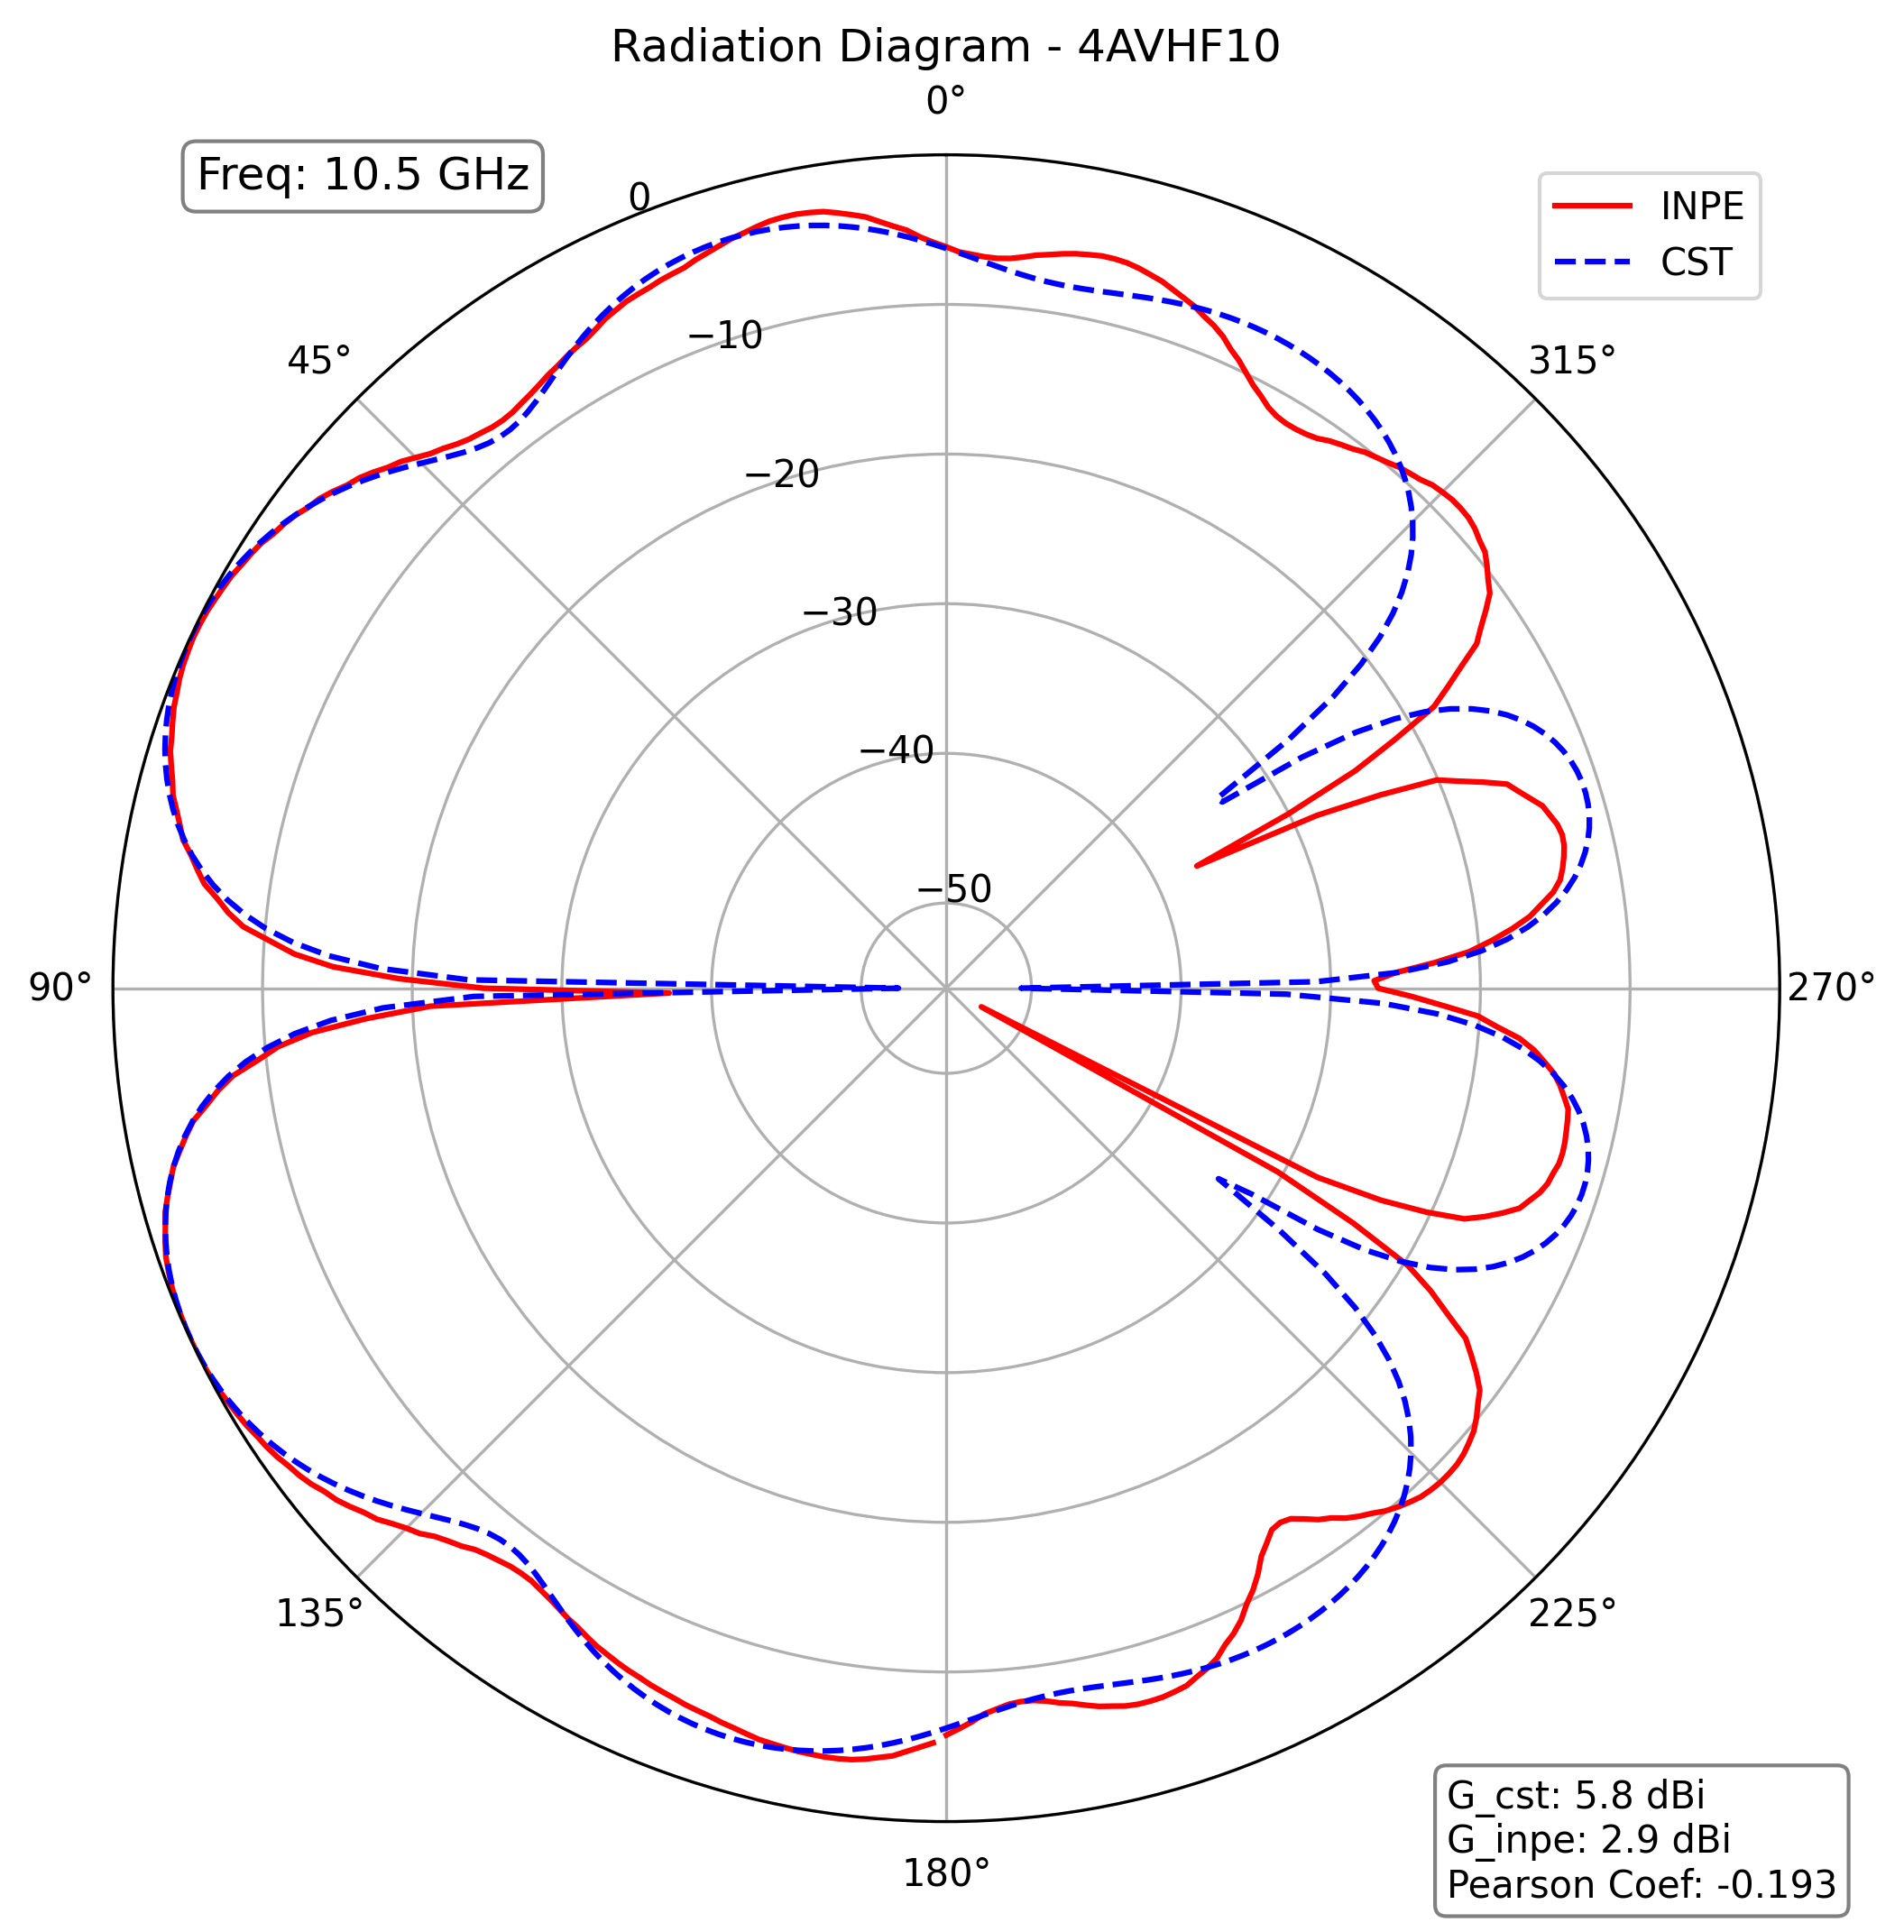 Radiation Diagram - 4AVHF10
0°
Freq: 10.5 GHz
0
INPE
CST
−10
45°
315°
−20
−30
−40
−50
90°
270°
135°
225°
G_cst: 5.8 dBi
G_inpe: 2.9 dBi
Pearson Coef: -0.193
180°